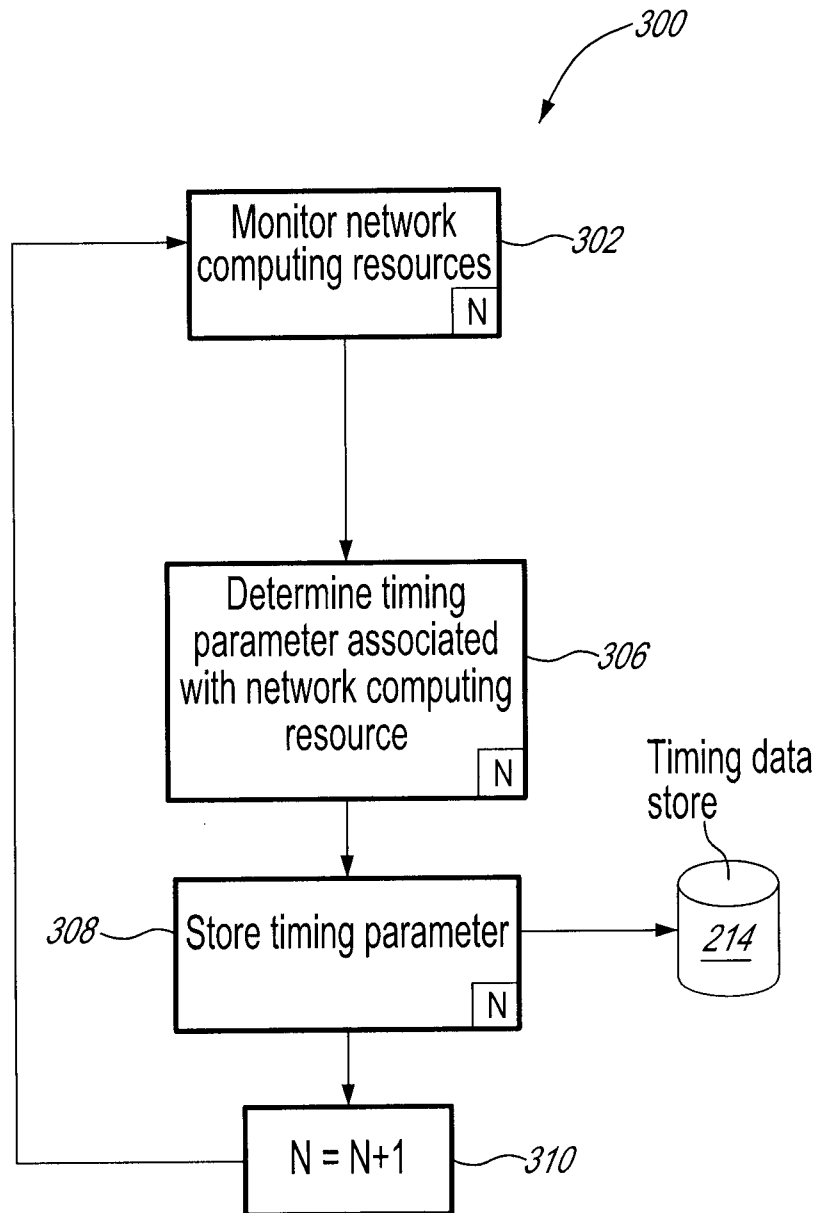 300
Monitor network
computing resources
N
302
Determine timing
parameter associated
with network computing
resource
N
306
Timing data
store
214
308
Store timing parameter
N
N = N+1
310